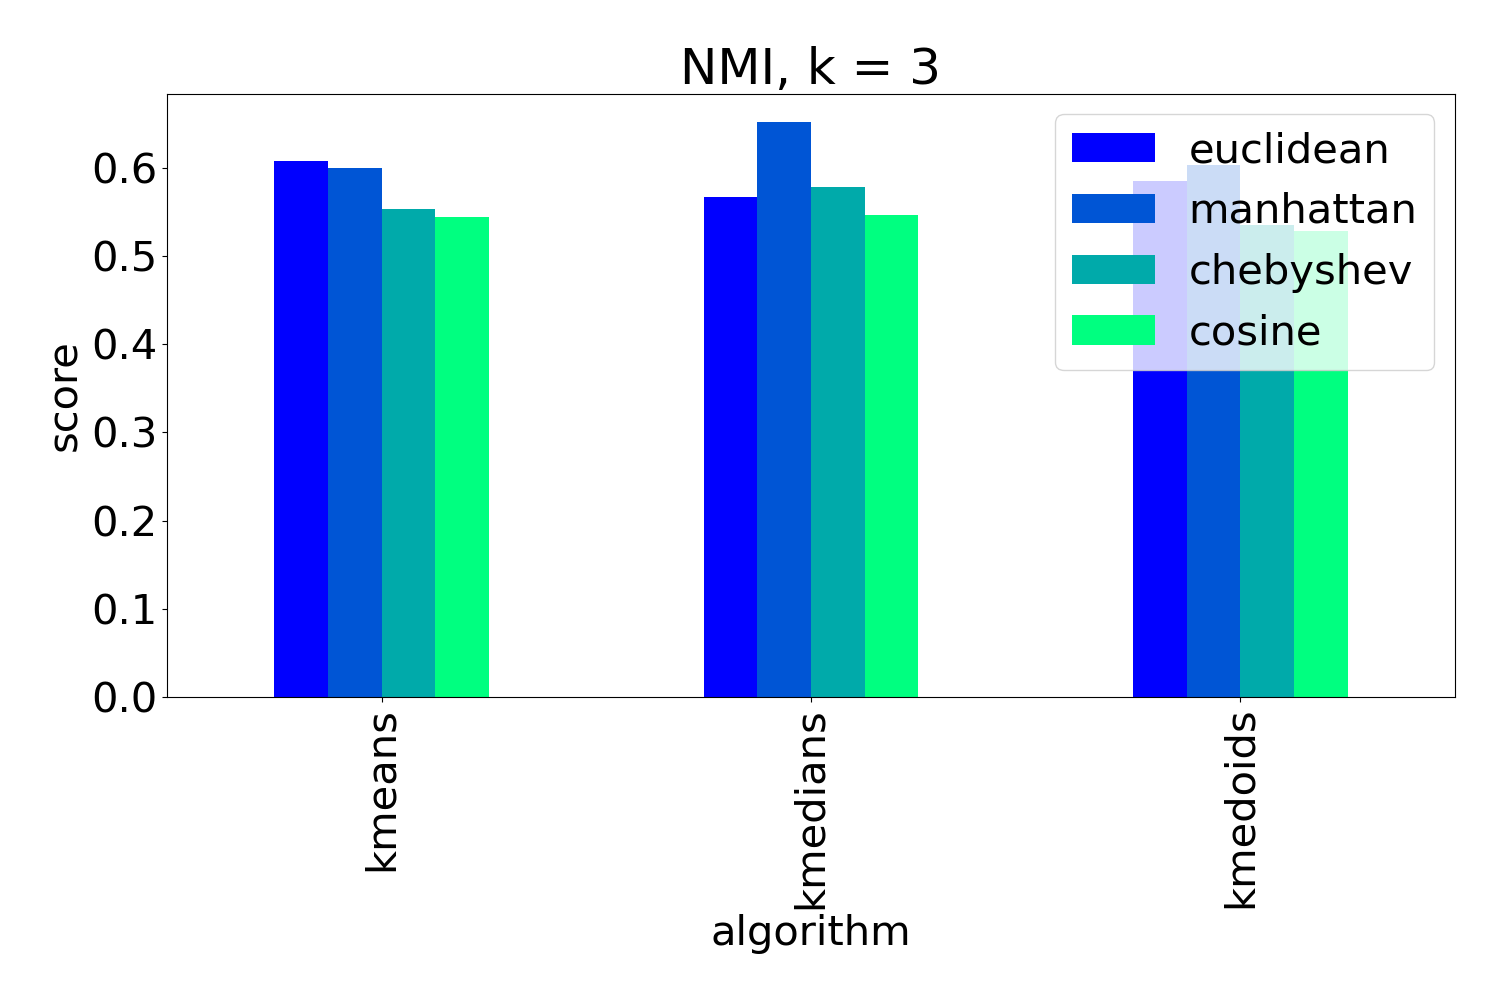 NMI, k = 3
score
0.6
0.5
0.4
0.3
0.2
0.1
0.0
euclidean
manhattan
chebyshev
cosine
kmeans
kmedians
kmedoids
algorithm